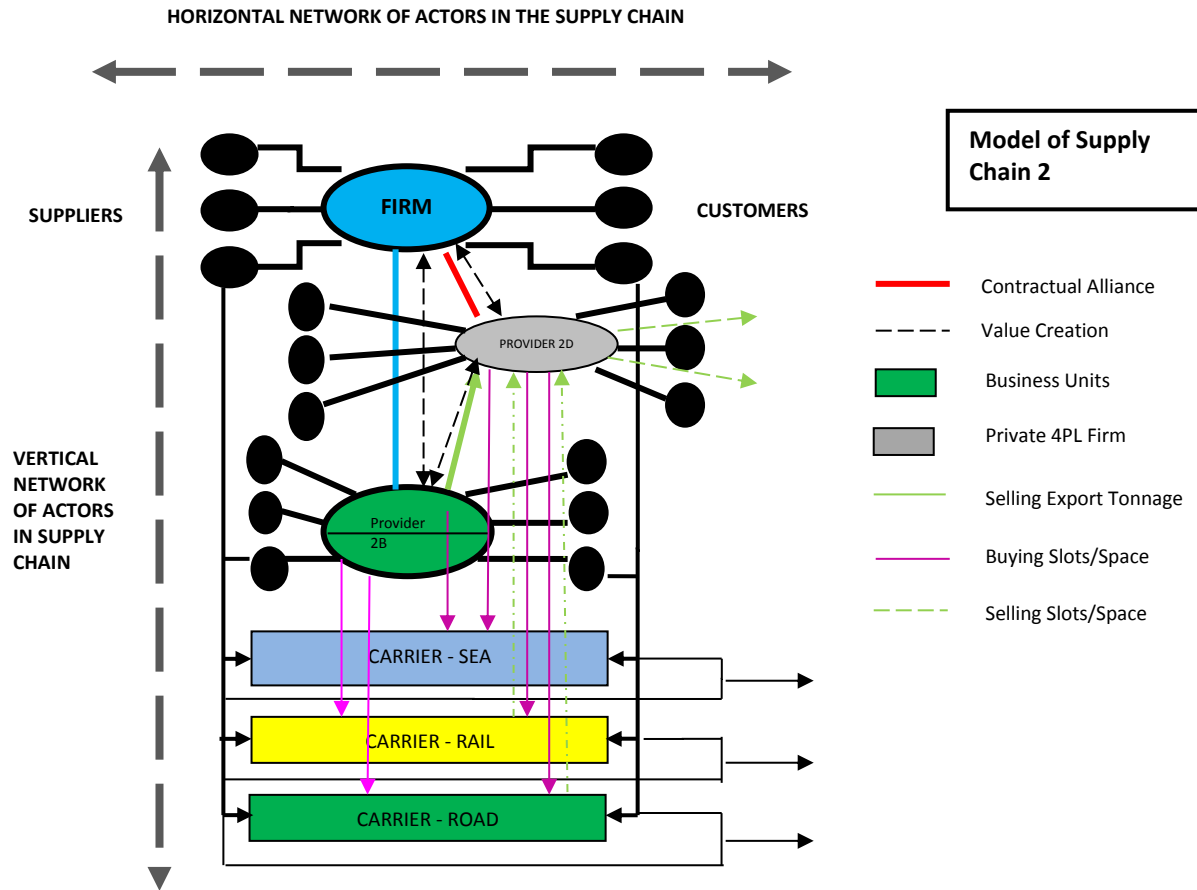 HORIZONTAL NETWORK OF ACTORS IN THE SUPPLY CHAIN
Model of Supply
Chain 2
SUPPLIERS
FIRM
CUSTOMERS
Contractual Alliance
Value Creation
PROVIDER 2D
Business Units
Private 4PL Firm
VERTICAL
NETWORK
OF ACTORS
IN SUPPLY
CHAIN
Selling Export Tonnage
Provider
2B
Buying Slots/Space
Selling Slots/Space
CARRIER - SEA
CARRIER - RAIL
CARRIER - ROAD